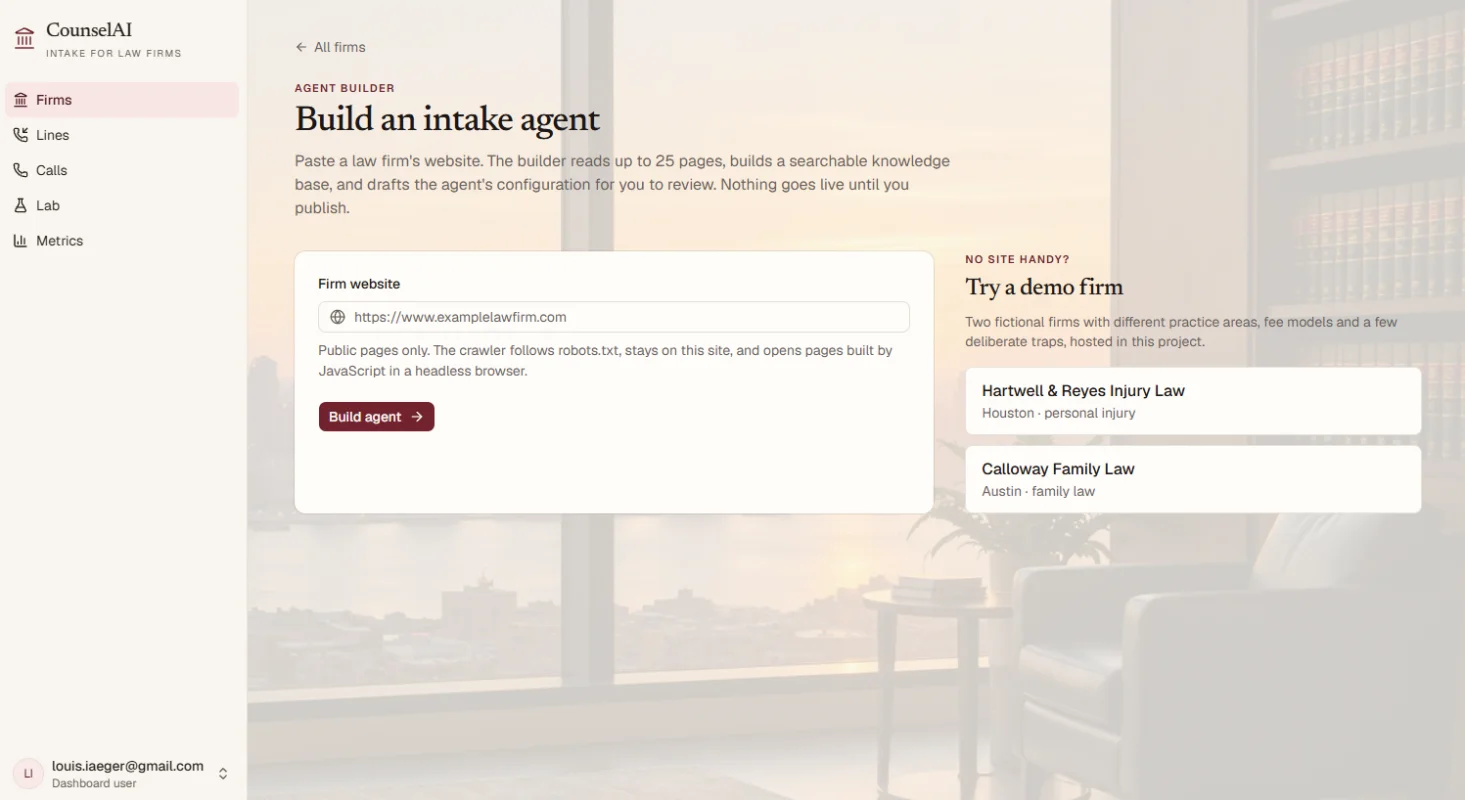 CounselAI
INTAKE FOR LAW FIRMS
Firms
Lines
Calls
Lab
Metrics
louis.iaeger@gmail.com
LI
Dashboard user
All firms
AGENT BUILDER
Build an intake agent
Paste a law firm's website. The builder reads up to 25 pages, builds a searchable knowledge
base, and drafts the agent's configuration for you to review. Nothing goes live until you
publish.
Firm website
https://www.examplelawfirm.com
Public pages only. The crawler follows robots.txt, stays on this site, and opens pages built by
JavaScript in a headless browser.
Build agent
NO SITE HANDY?
Try a demo firm
Two fictional firms with different practice areas, fee models and a few
deliberate traps, hosted in this project.
Hartwell & Reyes Injury Law
Houston · personal injury
Calloway Family Law
Austin · family law